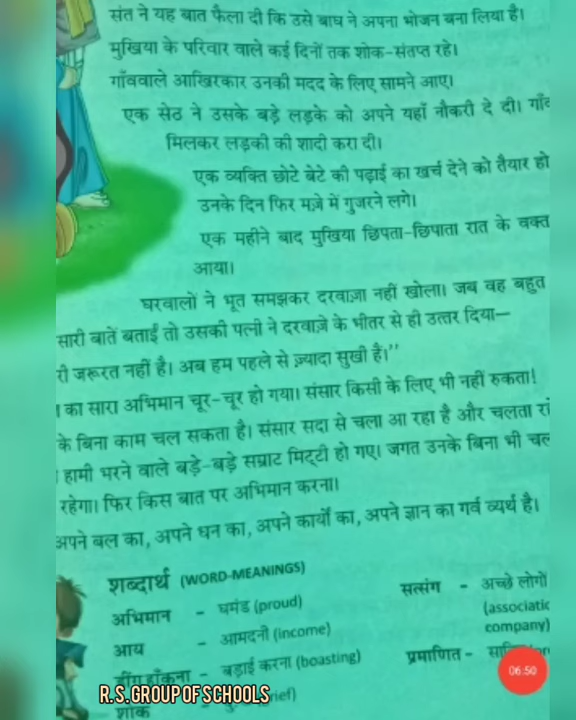 संत ने यह बात फैला दी कि उसे बाघ ने अपना भोजन बना लिया है।
मुखिया के परिवार वाले कई दिनों तक शोक-संतप्त रहे।
गाँववाले आखिरकार उनकी मदद के लिए सामने आए।
एक सेठ ने उसके बड़े लड़के को अपने यहाँ नौकरी दे दी। गाँव
मिलकर लड़की की शादी करा दी।
एक व्यक्ति छोटे बेटे की पढ़ाई का खर्च देने को तैयार हो
उनके दिन फिर मज़े में गुजरने लगे।
एक महीने बाद मुखिया छिपता-छिपाता रात के वक्त
आया।
घरवालों ने भूत समझकर दरवाज़ा नहीं खोला। जब वह बहुत
सारी बातें बताईं तो उसकी पत्नी ने दरवाज़े के भीतर से ही उत्तर दिया—
री जरूरत नहीं है। अब हम पहले से ज़्यादा सुखी है।''
का सारा अभिमान चूर-चूर हो गया। संसार किसी के लिए भी नहीं रुकता!
के बिना काम चल सकता है। संसार सदा से चला आ रहा है और चलता
हामी भरने वाले बड़े-बड़े सम्राट मिट्टी हो गए। जगत उनके बिना भी चल
रहेगा। फिर किस बात पर अभिमान करना।
अपने बल का, अपने धन का, अपने कार्यों का, अपने ज्ञान का गर्व व्यर्थ है।
शब्दार्थ (WORD-MEANINGS)
अभिमान - घमंड (proud)
आय - आमदनी (income)
डींग हाँकना - बड़ाई करना (boasting)
शोक
सत्संग - अच्छे लोगों
(associatic
company)
प्रमाणित -
06:50
R.S.GROUP OF SCHOOLS